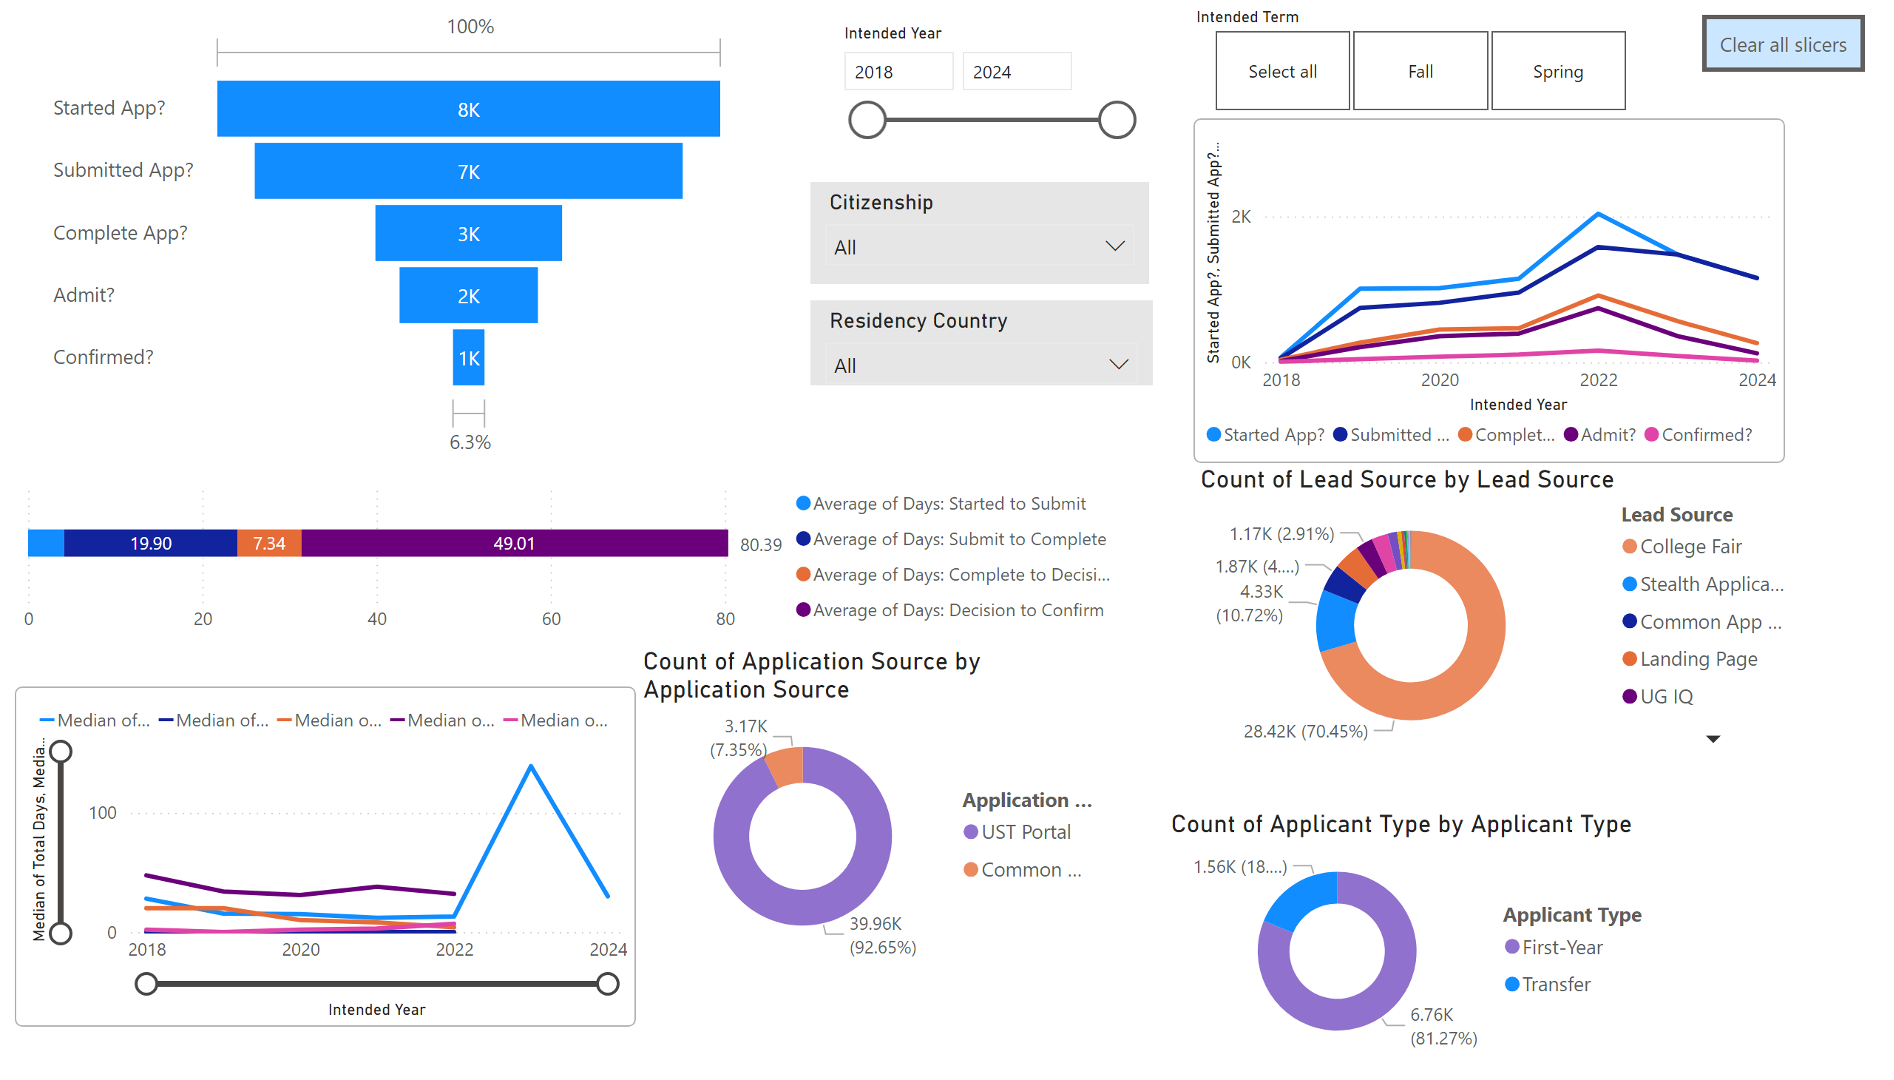 100%
Started App?
8K
Submitted App?
7K
Complete App?
3K
Admit?
2K
Confirmed?
1K
6.3%
Intended Year
2018
2024
Citizenship
All
Residency Country
All
Intended Term
Select all
Fall
Spring
Clear all slicers
Started App?, Submitted App?...
2K
0K
2018
2020
2022
2024
Intended Year
Started App?
Submitted ...
Complet...
Admit?
Confirmed?
19.90
7.34
49.01
80.39
0
20
40
60
80
Average of Days: Started to Submit
Average of Days: Submit to Complete
Average of Days: Complete to Decisi...
Average of Days: Decision to Confirm
Count of Lead Source by Lead Source
1.17K (2.91%)
1.87K (4....)
4.33K
(10.72%)
28.42K (70.45%)
Lead Source
College Fair
Stealth Applica...
Common App ...
Landing Page
UG IQ
Median of...
Median of...
Median o...
Median o...
Median o...
Median of Total Days, Media...
100
0
2018
2020
2022
2024
Intended Year
Count of Application Source by
Application Source
3.17K
(7.35%)
39.96K
(92.65%)
Application ...
UST Portal
Common ...
Count of Applicant Type by Applicant Type
1.56K (18....)
6.76K
(81.27%)
Applicant Type
First-Year
Transfer